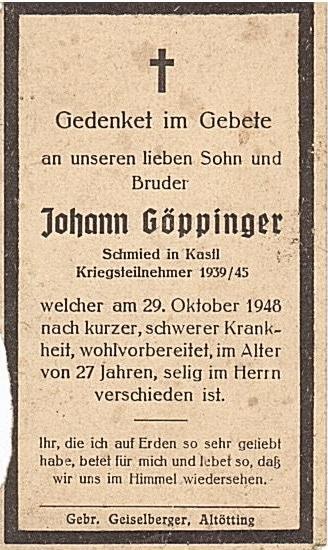 Gedenket im Gebete
an unseren lieben Sohn und
Bruder
Johann Göppinger
Schmied in Kastl
Kriegsteilnehmer 1939/45
welcher am 29. Oktober 1948
nach kurzer, schwerer Krank-
heit, wohlvorbereitet, im Alter
von 27 Jahren, selig im Herrn
verschieden ist.
Ihr, die ich auf Erden so sehr geliebt
habe, betet für mich und lebet so, daß
wir uns im Himmel wiedersehen.
Gebr. Geiselberger, Altötting